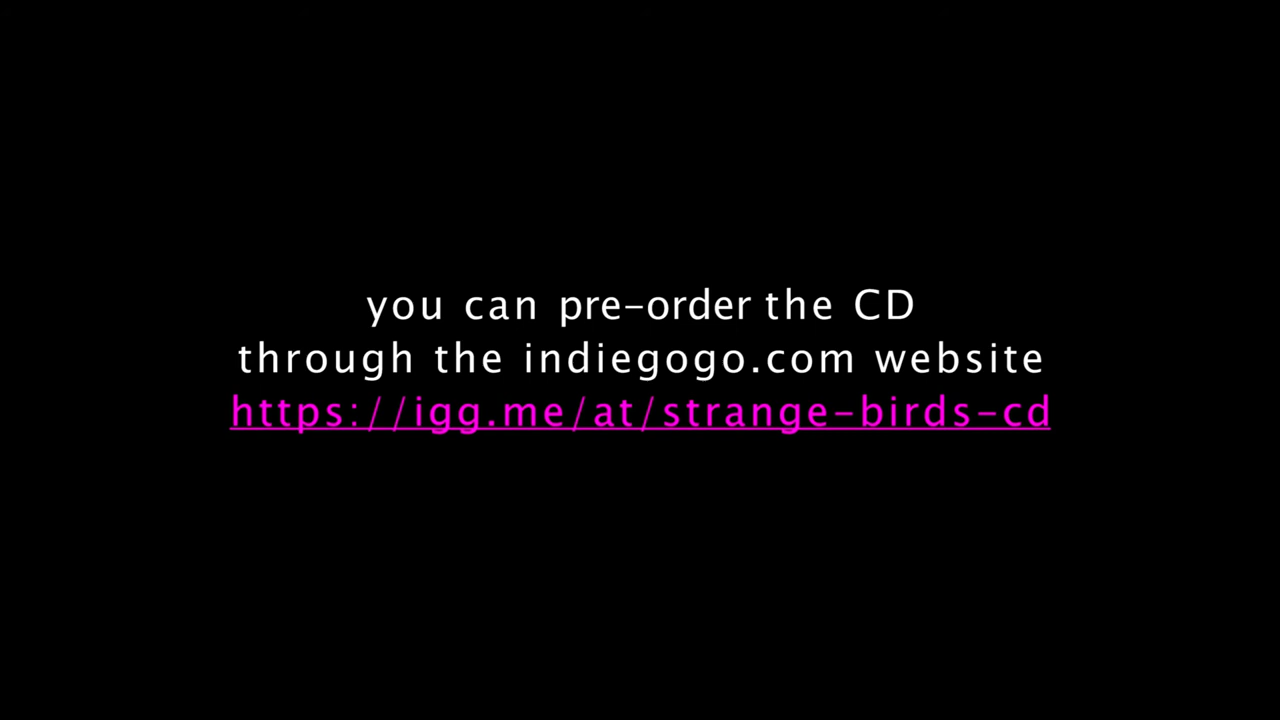 you can pre-order the CD
through the indiegogo.com website
https://igg.me/at/strange-birds-cd